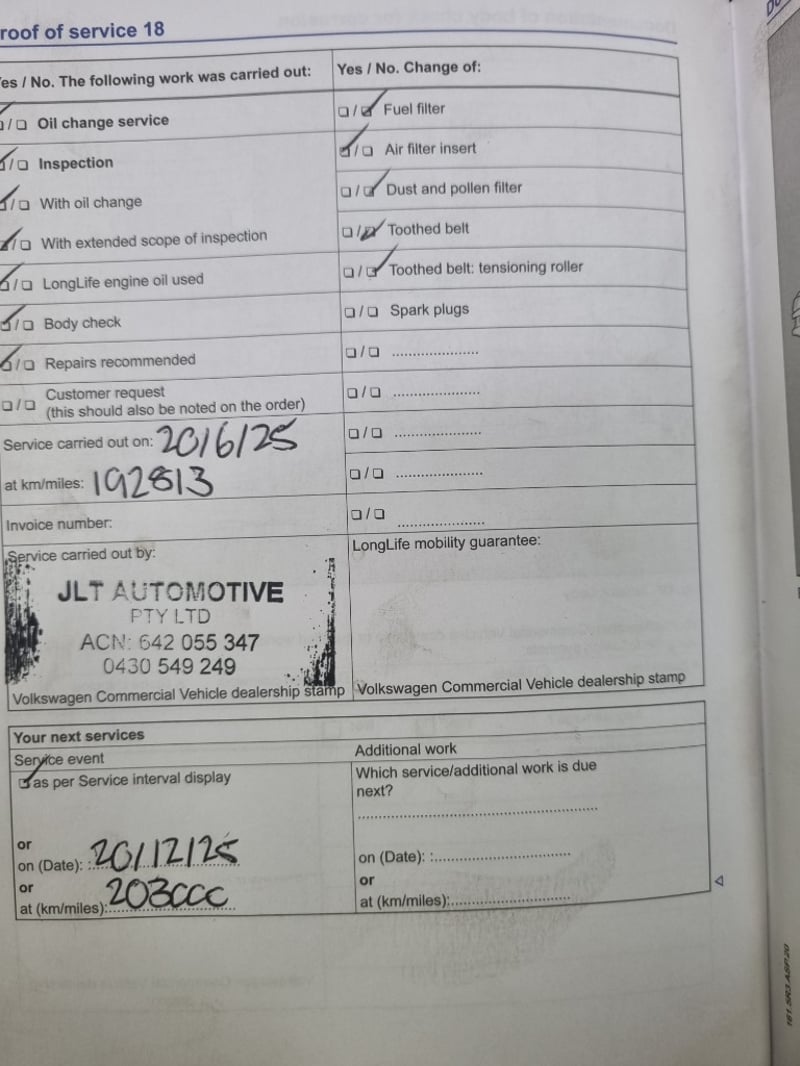 roof of service 18
es / No. The following work was carried out:
Oil change service
Inspection
With oil change
With extended scope of inspection
LongLife engine oil used
Body check
Repairs recommended
Customer request
(this should also be noted on the order)
Service carried out on: 20/6/25
at km/miles: 192813
Invoice number:
Service carried out by:
JLT AUTOMOTIVE
PTY LTD
ACN: 642 055 347
0430 549 249
Volkswagen Commercial Vehicle dealership stamp
Yes / No. Change of:
Fuel filter
Air filter insert
Dust and pollen filter
Toothed belt
Toothed belt: tensioning roller
Spark plugs
LongLife mobility guarantee:
Volkswagen Commercial Vehicle dealership stamp
Your next services
Service event
as per Service interval display
or
on (Date): 20/12/25
or
at (km/miles): 203000
Additional work
Which service/additional work is due
next?
on (Date):
or
at (km/miles):